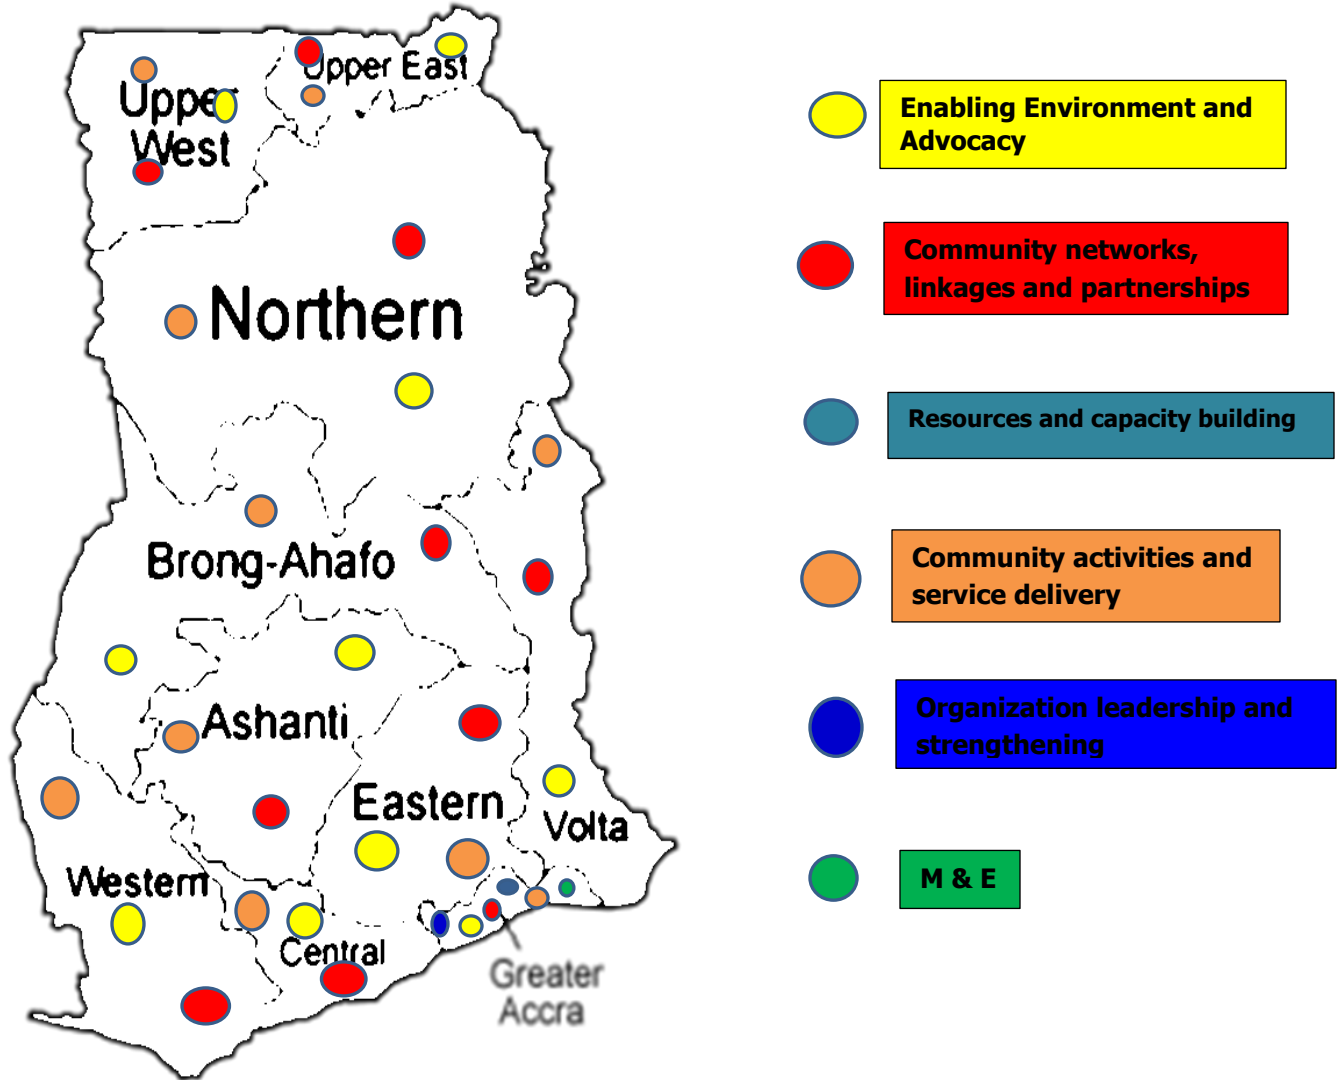 Upper East
Upper
West
Northern
Brong-Ahafo
Ashanti
Eastern
Volta
Western
Central
Greater
Accra
Enabling Environment and
Advocacy
Community networks,
linkages and partnerships
Resources and capacity building
Community activities and
service delivery
Organization leadership and
strengthening
M & E